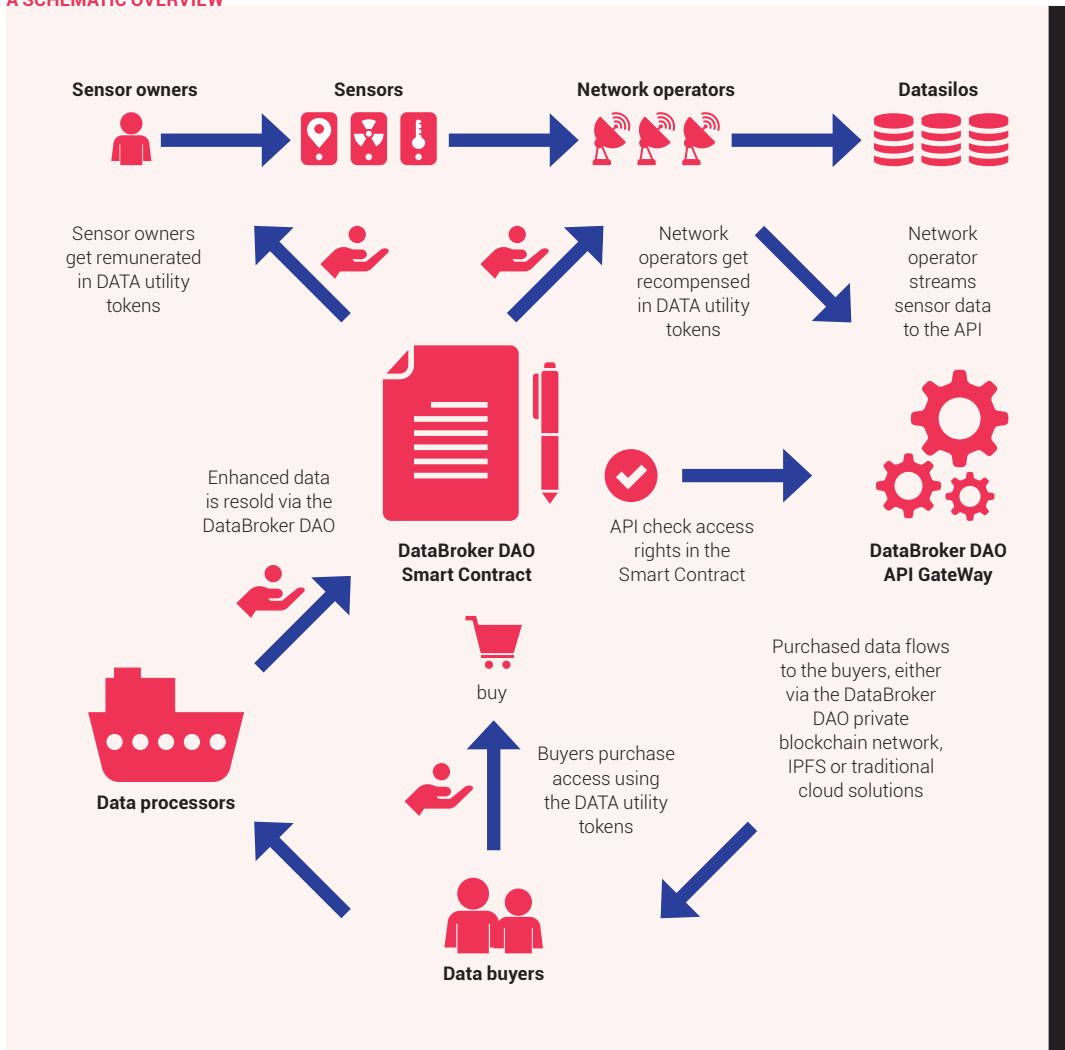 A SCHEMATIC OVERVIEW
Sensor owners
Sensors
Network operators
Datasilos
Sensor owners
get remunerated
in DATA utility
tokens
Network
operators get
recompensed
in DATA utility
tokens
Network
operator
streams
sensor data
to the API
Enhanced data
is resold via the
DataBroker DAO
DataBroker DAO
Smart Contract
API check access
rights in the
Smart Contract
DataBroker DAO
API GateWay
buy
Purchased data flows
to the buyers, either
via the DataBroker
DAO private
blockchain network,
IPFS or traditional
cloud solutions
Buyers purchase
access using
the DATA utility
tokens
Data processors
Data buyers